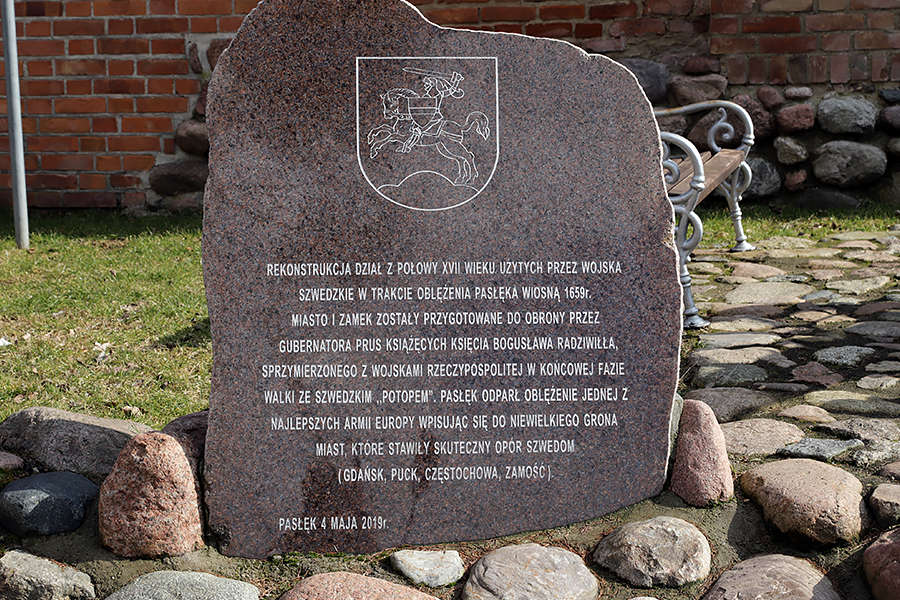 REKONSTRUKCJA DZIAŁ Z POŁOWY XVII WIEKU UŻYTYCH PRZEZ WOJSKA
SZWEDZKIE W TRAKCIE OBLĘŻENIA PASŁĘKA WIOSNĄ 1659r.
MIASTO I ZAMEK ZOSTAŁY PRZYGOTOWANE DO OBRONY PRZEZ
GUBERNATORA PRUS KSIĄŻĘCYCH KSIĘCIA BOGUSŁAWA RADZIWIŁŁA,
SPRZYMIERZONEGO Z WOJSKAMI RZECZYPOSPOLITEJ W KOŃCOWEJ FAZIE
WALKI ZE SZWEDZKIM ,,POTOPEM". PASŁĘK ODPARŁ OBLĘŻENIE JEDNEJ Z
NAJLEPSZYCH ARMII EUROPY WPISUJĄC SIĘ DO NIEWIELKIEGO GRONA
MIAST, KTÓRE STAWIŁY SKUTECZNY OPÓR SZWEDOM
(GDAŃSK, PUCK, CZĘSTOCHOWA, ZAMOŚĆ).
PASŁĘK 4 MAJA 2019r.